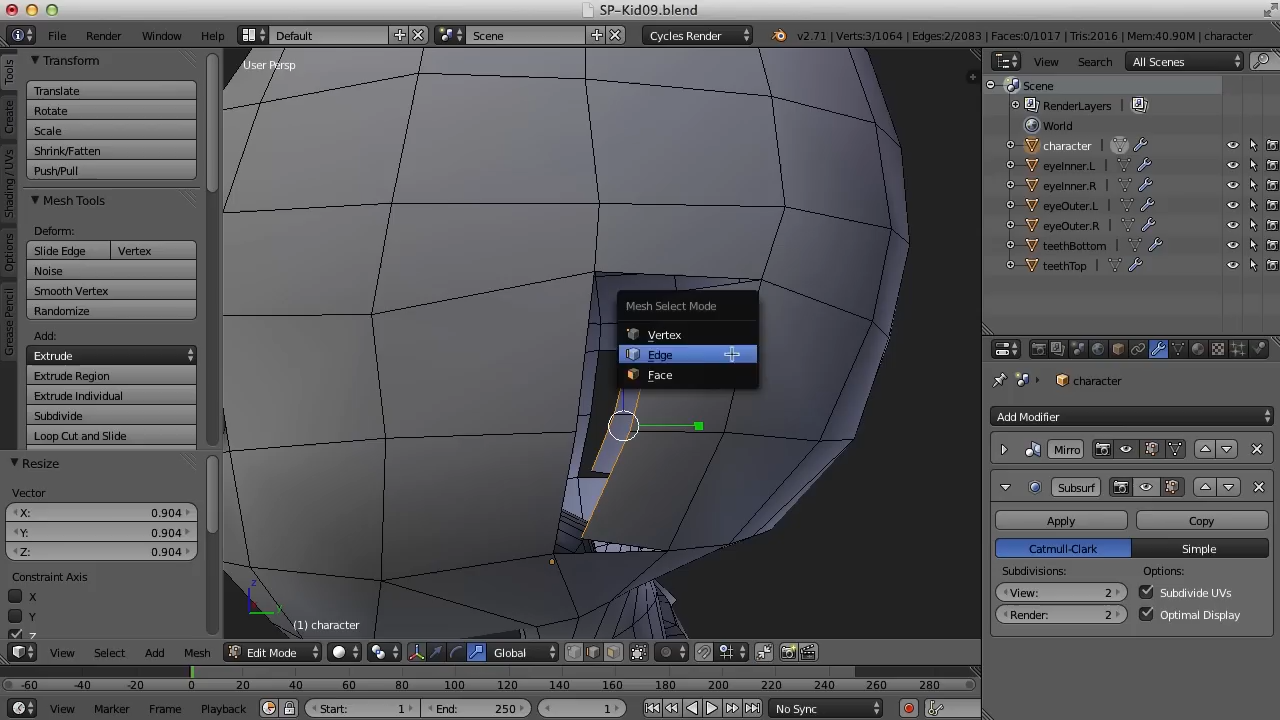 SP-Kid09.blend
File Render Window Help Default Scene Cycles Render v2.71 | Verts:3/1064 | Edges:2/2083 | Faces:0/1017 | Tris:2016 | Mem:40.90M | character
Tools
Create
Shading / UVs
Options
Grease Pencil
Transform
Translate
Rotate
Scale
Shrink/Fatten
Push/Pull
Mesh Tools
Deform:
Slide Edge Vertex
Noise
Smooth Vertex
Randomize
Add:
Extrude
Extrude Region
Extrude Individual
Subdivide
Loop Cut and Slide
Resize
Vector
X: 0.904
Y: 0.904
Z: 0.904
Constraint Axis
X
Y
Z
User Persp
Mesh Select Mode
Vertex
Edge
Face
z
(1) character
View Select Add Mesh Edit Mode Global
-60 -40 -20 0 20 40 60 80 100 120 140 160 180 200 220 240 260 280
View Marker Frame Playback Start: 1 End: 250 1 No Sync
View Search All Scenes
Scene
RenderLayers |
World
character
eyeInner.L
eyeInner.R
eyeOuter.L
eyeOuter.R
teethBottom
teethTop
character
Add Modifier
Mirro
Subsurf
Apply Copy
Catmull-Clark Simple
Subdivisions: Options:
View: 2 Subdivide UVs
Render: 2 Optimal Display